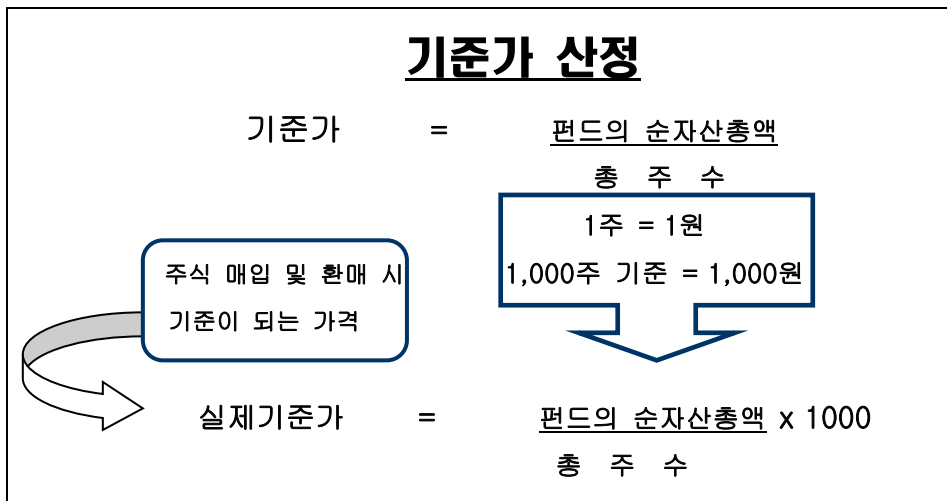 기준가 산정
기준가 = 펀드의 순자산총액
총 주 수
1주 = 1원
1,000주 기준 = 1,000원
주식 매입 및 환매 시
기준이 되는 가격
실제기준가 = 펀드의 순자산총액 x 1000
총 주 수